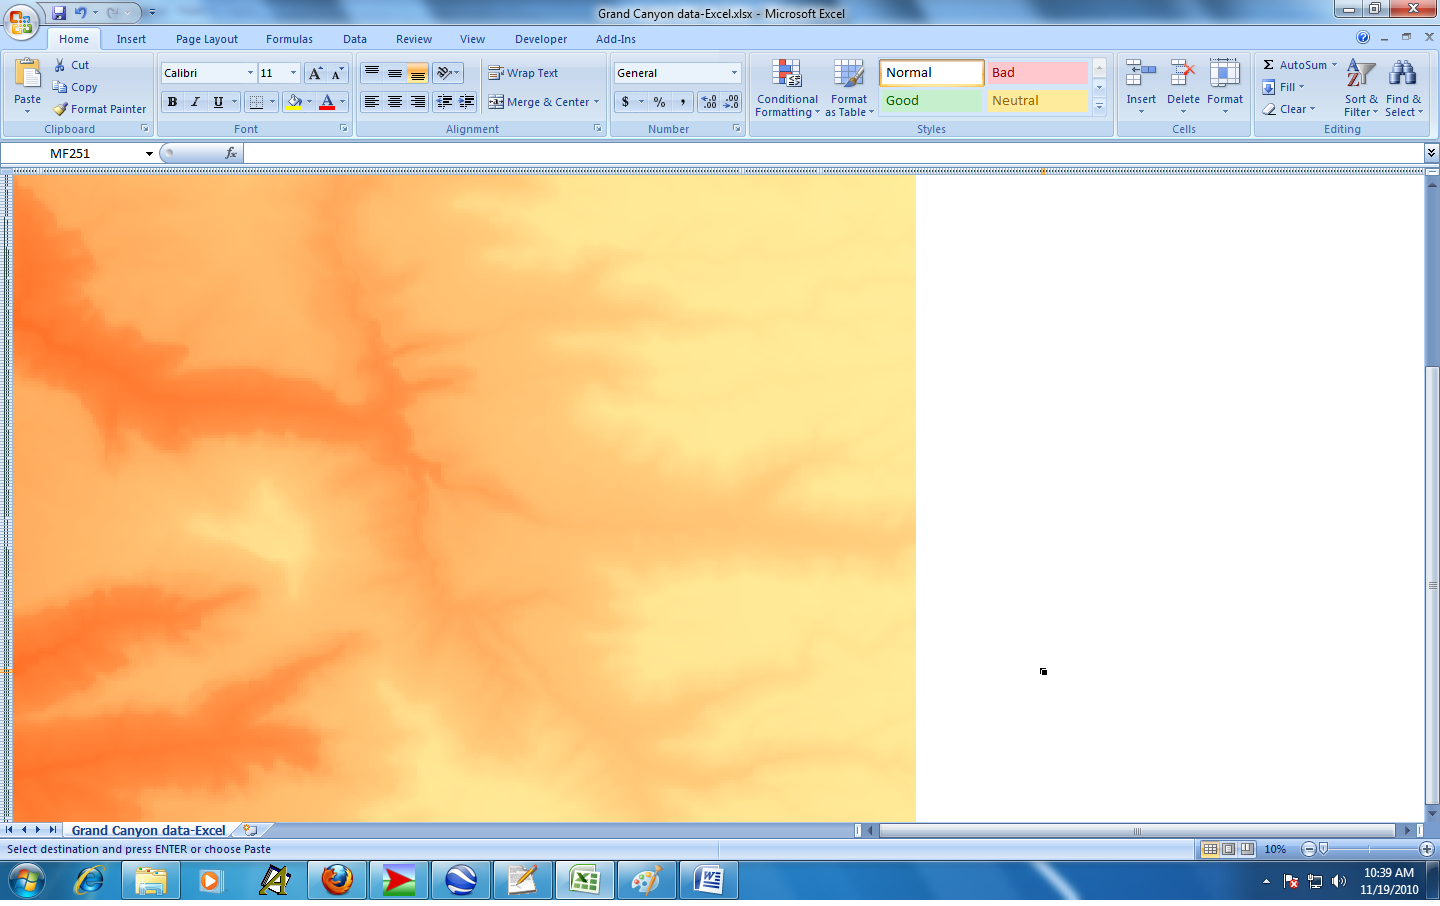 Grand Canyon data-Excel.xlsx - Microsoft Excel
Home Insert Page Layout Formulas Data Review View Developer Add-Ins
Paste
Cut
Copy
Format Painter
Clipboard
Calibri 11
B I U
Font
Wrap Text
Merge & Center
Alignment
General
$ % , .00 .00
Number
Conditional Formatting
Format as Table
Normal Bad
Good Neutral
Styles
Insert Delete Format
Cells
Σ AutoSum
Fill
Clear
Sort & Filter
Find & Select
Editing
MF251 fx
Grand Canyon data-Excel
Select destination and press ENTER or choose Paste
10%
10:39 AM
11/19/2010